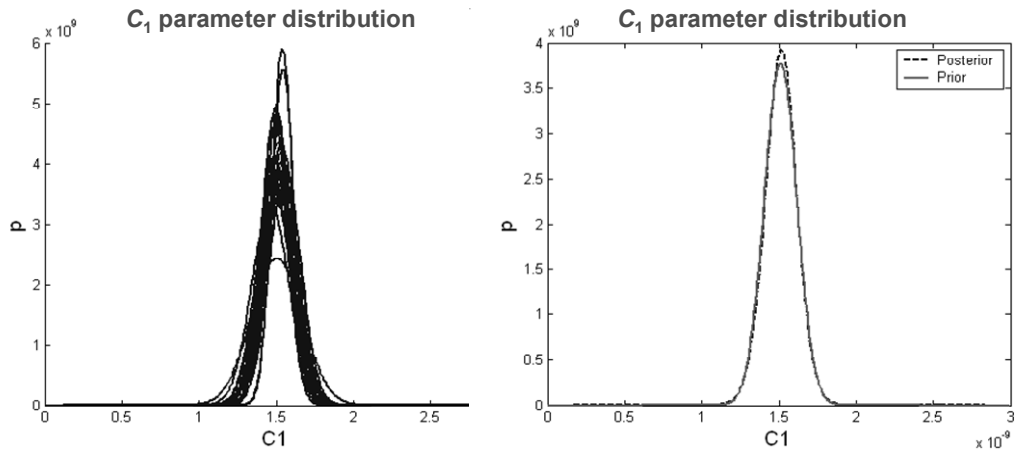 C1 parameter distribution
x 10^9
6
5
4
3
2
1
0
p
0 0.5 1 1.5 2 2.5
C1
C1 parameter distribution
x 10^9
4
3.5
3
2.5
2
1.5
1
0.5
0
p
Posterior
Prior
0 0.5 1 1.5 2 2.5 3
C1
x 10^-9